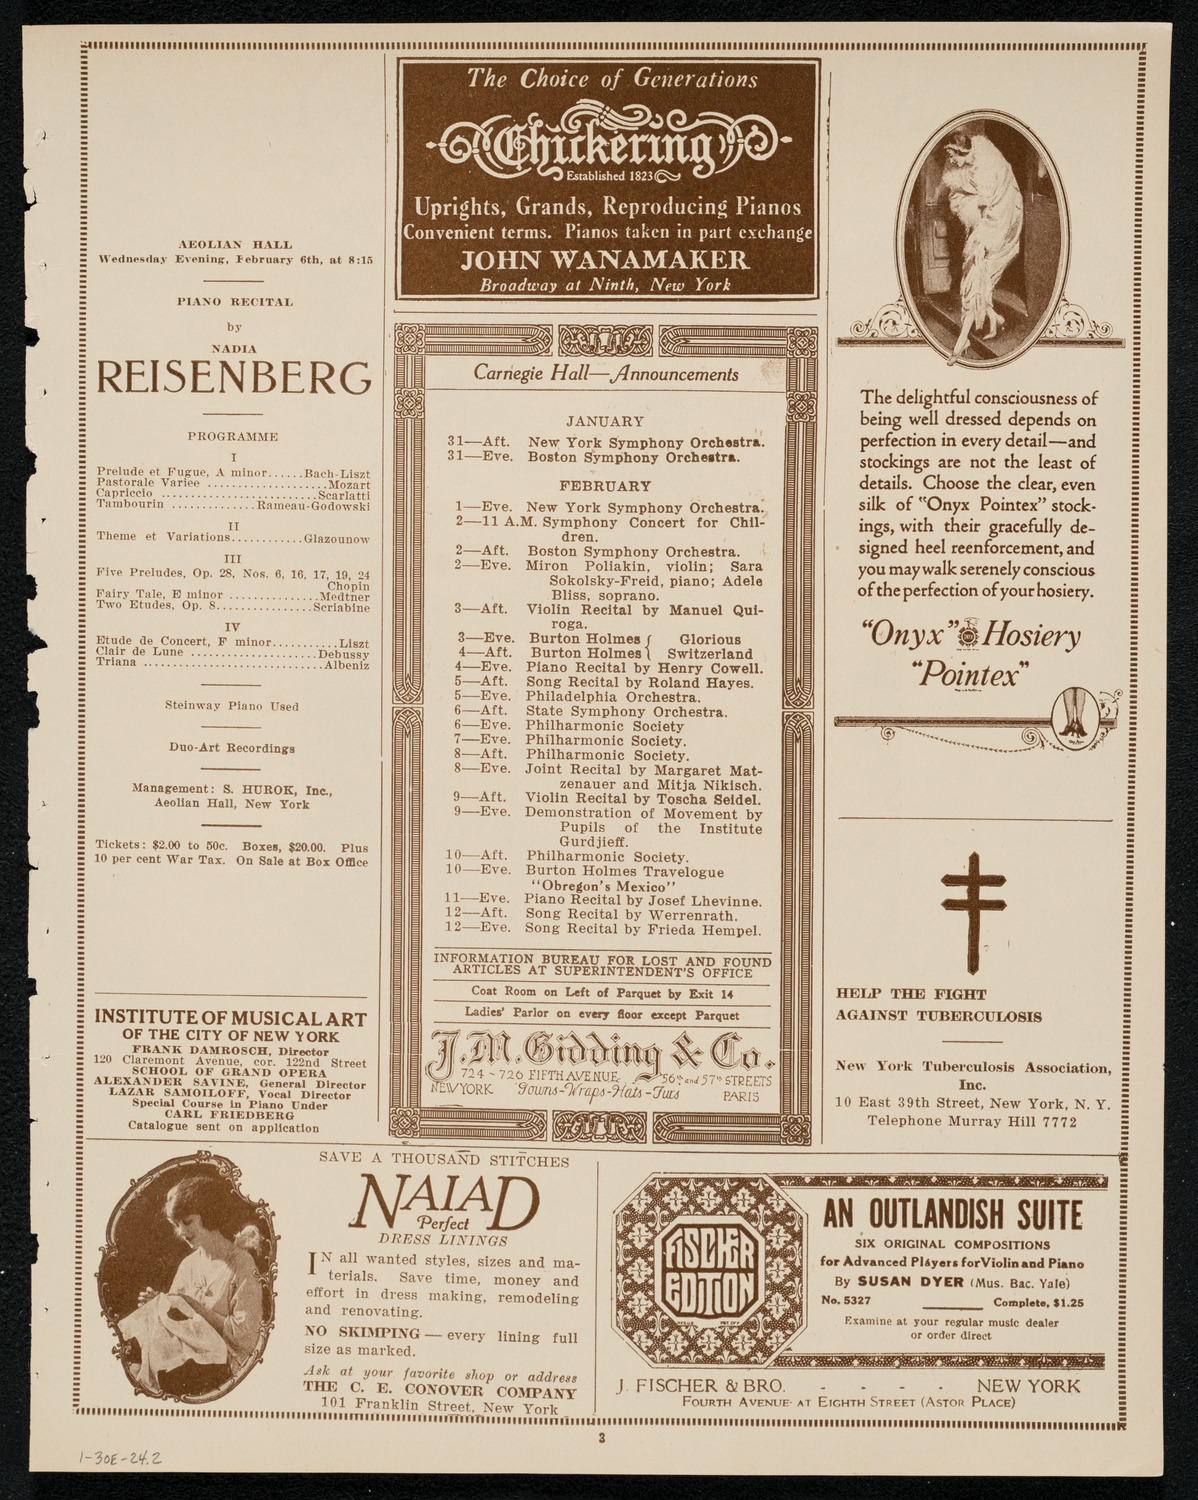 AEOLIAN HALL
Wednesday Evening, February 6th, at 8:15
PIANO RECITAL
by
NADIA
REISENBERG
PROGRAMME
I
Prelude et Fugue, A minor......Bach-Liszt
Pastorale Variee ....................Mozart
Capriccio ..........................Scarlatti
Tambourin ..............Rameau-Godowski
II
Theme et Variations............Glazounow
III
Five Preludes, Op. 28, Nos. 6, 16, 17, 19, 24
Chopin
Fairy Tale, E minor ...............Medtner
Two Etudes, Op. 8................Scriabine
IV
Etude de Concert, F minor...........Liszt
Clair de Lune .....................Debussy
Triana ..............................Albeniz
Steinway Piano Used
Duo-Art Recordings
Management: S. HUROK, Inc.,
Aeolian Hall, New York
Tickets: $2.00 to 50c. Boxes, $20.00. Plus
10 per cent War Tax. On Sale at Box Office
INSTITUTE OF MUSICAL ART
OF THE CITY OF NEW YORK
FRANK DAMROSCH, Director
120 Claremont Avenue, cor. 122nd Street
SCHOOL OF GRAND OPERA
ALEXANDER SAVINE, General Director
LAZAR SAMOILOFF, Vocal Director
Special Course in Piano Under
CARL FRIEDBERG
Catalogue sent on application
The Choice of Generations
Chickering
Established 1823
Uprights, Grands, Reproducing Pianos
Convenient terms. Pianos taken in part exchange
JOHN WANAMAKER
Broadway at Ninth, New York
Carnegie Hall—Announcements
JANUARY
31—Aft. New York Symphony Orchestra.
31—Eve. Boston Symphony Orchestra.
FEBRUARY
1—Eve. New York Symphony Orchestra.
2—11 A.M. Symphony Concert for Chil-
dren.
2—Aft. Boston Symphony Orchestra.
2—Eve. Miron Poliakin, violin; Sara
Sokolsky-Freid, piano; Adele
Bliss, soprano.
3—Aft. Violin Recital by Manuel Qui-
roga.
3—Eve. Burton Holmes { Glorious
4—Aft. Burton Holmes { Switzerland
4—Eve. Piano Recital by Henry Cowell.
5—Aft. Song Recital by Roland Hayes.
5—Eve. Philadelphia Orchestra.
6—Aft. State Symphony Orchestra.
6—Eve. Philharmonic Society
7—Eve. Philharmonic Society.
8—Aft. Philharmonic Society.
8—Eve. Joint Recital by Margaret Mat-
zenauer and Mitja Nikisch.
9—Aft. Violin Recital by Toscha Seidel.
9—Eve. Demonstration of Movement by
Pupils of the Institute
Gurdjieff.
10—Aft. Philharmonic Society.
10—Eve. Burton Holmes Travelogue
"Obregon's Mexico"
11—Eve. Piano Recital by Josef Lhevinne.
12—Aft. Song Recital by Werrenrath.
12—Eve. Song Recital by Frieda Hempel.
INFORMATION BUREAU FOR LOST AND FOUND
ARTICLES AT SUPERINTENDENT'S OFFICE
Coat Room on Left of Parquet by Exit 14
Ladies' Parlor on every floor except Parquet
J.M. Gidding & Co.
724 - 726 FIFTH AVENUE 56th and 57th STREETS
NEW YORK Gowns-Wraps-Hats-Furs PARIS
The delightful consciousness of
being well dressed depends on
perfection in every detail—and
stockings are not the least of
details. Choose the clear, even
silk of "Onyx Pointex" stock-
ings, with their gracefully de-
signed heel reenforcement, and
you may walk serenely conscious
of the perfection of your hosiery.
"Onyx" Hosiery
"Pointex"
HELP THE FIGHT
AGAINST TUBERCULOSIS
New York Tuberculosis Association,
Inc.
10 East 39th Street, New York, N. Y.
Telephone Murray Hill 7772
SAVE A THOUSAND STITCHES
NAIAD
Perfect
DRESS LININGS
IN all wanted styles, sizes and ma-
terials. Save time, money and
effort in dress making, remodeling
and renovating.
NO SKIMPING — every lining full
size as marked.
Ask at your favorite shop or address
THE C. E. CONOVER COMPANY
101 Franklin Street, New York
FISCHER
EDITION
AN OUTLANDISH SUITE
SIX ORIGINAL COMPOSITIONS
for Advanced Players for Violin and Piano
By SUSAN DYER (Mus. Bac. Yale)
No. 5327 Complete, $1.25
Examine at your regular music dealer
or order direct
J. FISCHER & BRO. - - - - NEW YORK
FOURTH AVENUE AT EIGHTH STREET (ASTOR PLACE)
3
1-30E-24.2